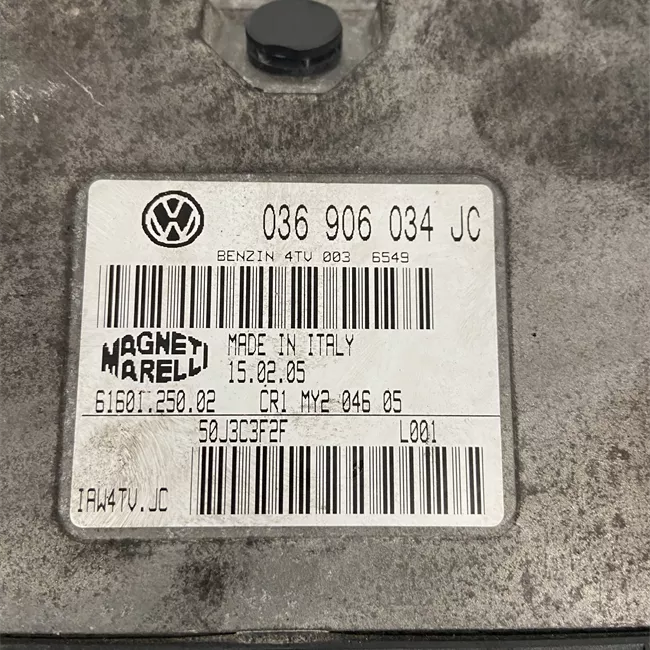 VW
036 906 034 JC
BENZIN 4TV 003 6549
MAGNETI
MARELLI
MADE IN ITALY
15.02.05
61601.250.02 CR1 MY2 046 05
50J3C3F2F L001
IAW4TV.JC